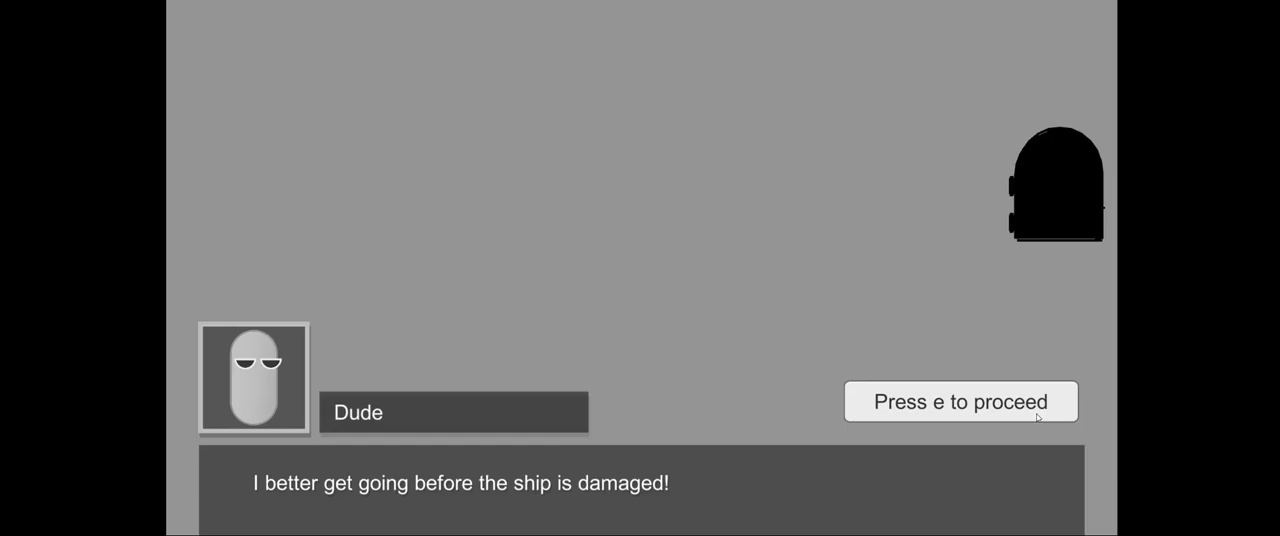 Dude
Press e to proceed
I better get going before the ship is damaged!